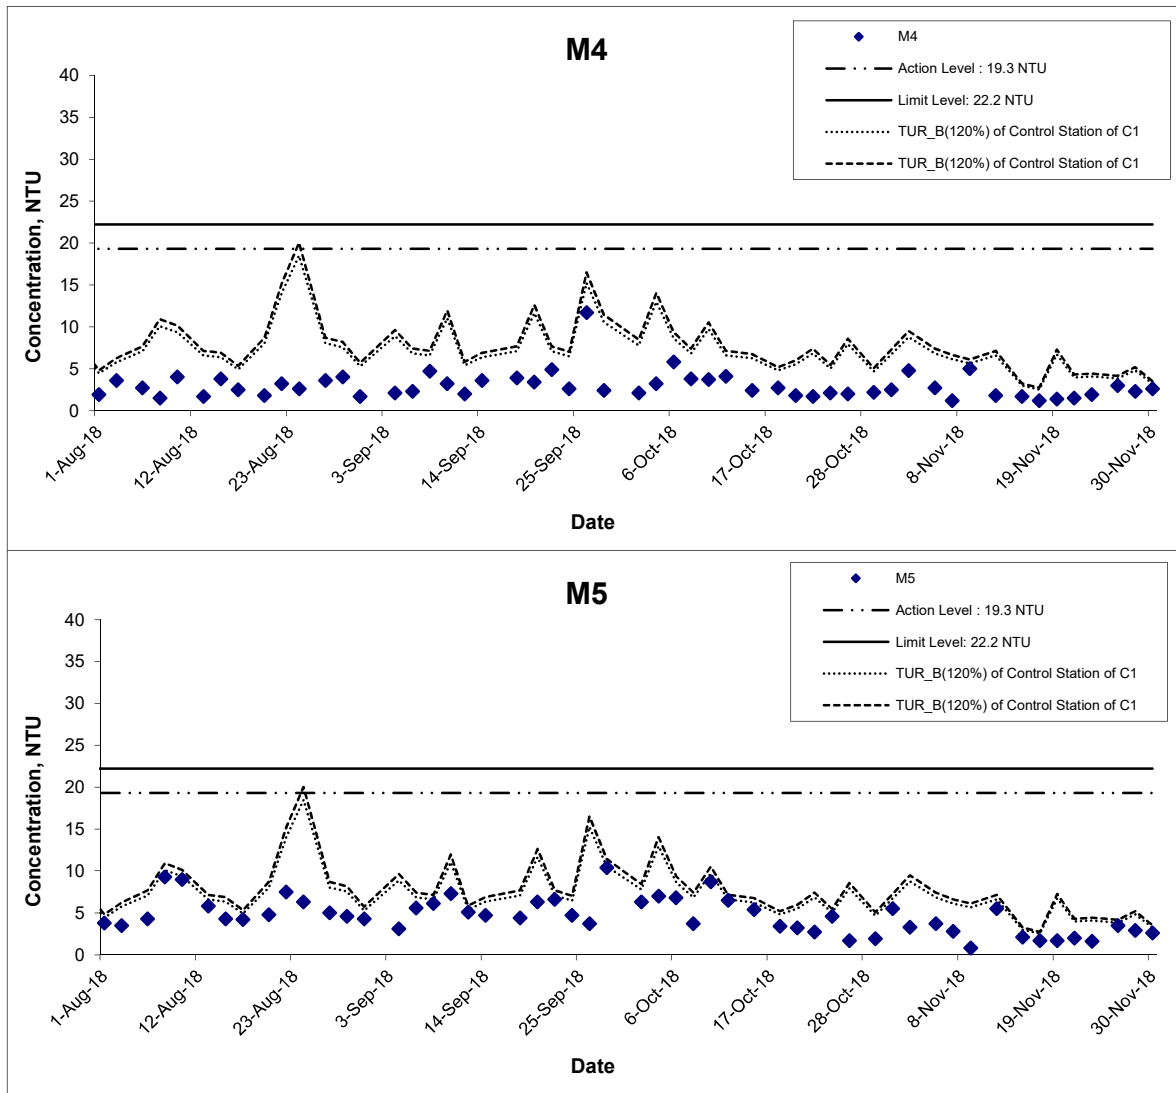 M4
M4
Action Level : 19.3 NTU
Limit Level: 22.2 NTU
TUR_B(120%) of Control Station of C1
TUR_B(120%) of Control Station of C1
Concentration, NTU
40
35
30
25
20
15
10
5
0
1-Aug-18
12-Aug-18
23-Aug-18
3-Sep-18
14-Sep-18
25-Sep-18
6-Oct-18
17-Oct-18
28-Oct-18
8-Nov-18
19-Nov-18
30-Nov-18
Date
M5
M5
Action Level : 19.3 NTU
Limit Level: 22.2 NTU
TUR_B(120%) of Control Station of C1
TUR_B(120%) of Control Station of C1
Concentration, NTU
40
35
30
25
20
15
10
5
0
1-Aug-18
12-Aug-18
23-Aug-18
3-Sep-18
14-Sep-18
25-Sep-18
6-Oct-18
17-Oct-18
28-Oct-18
8-Nov-18
19-Nov-18
30-Nov-18
Date